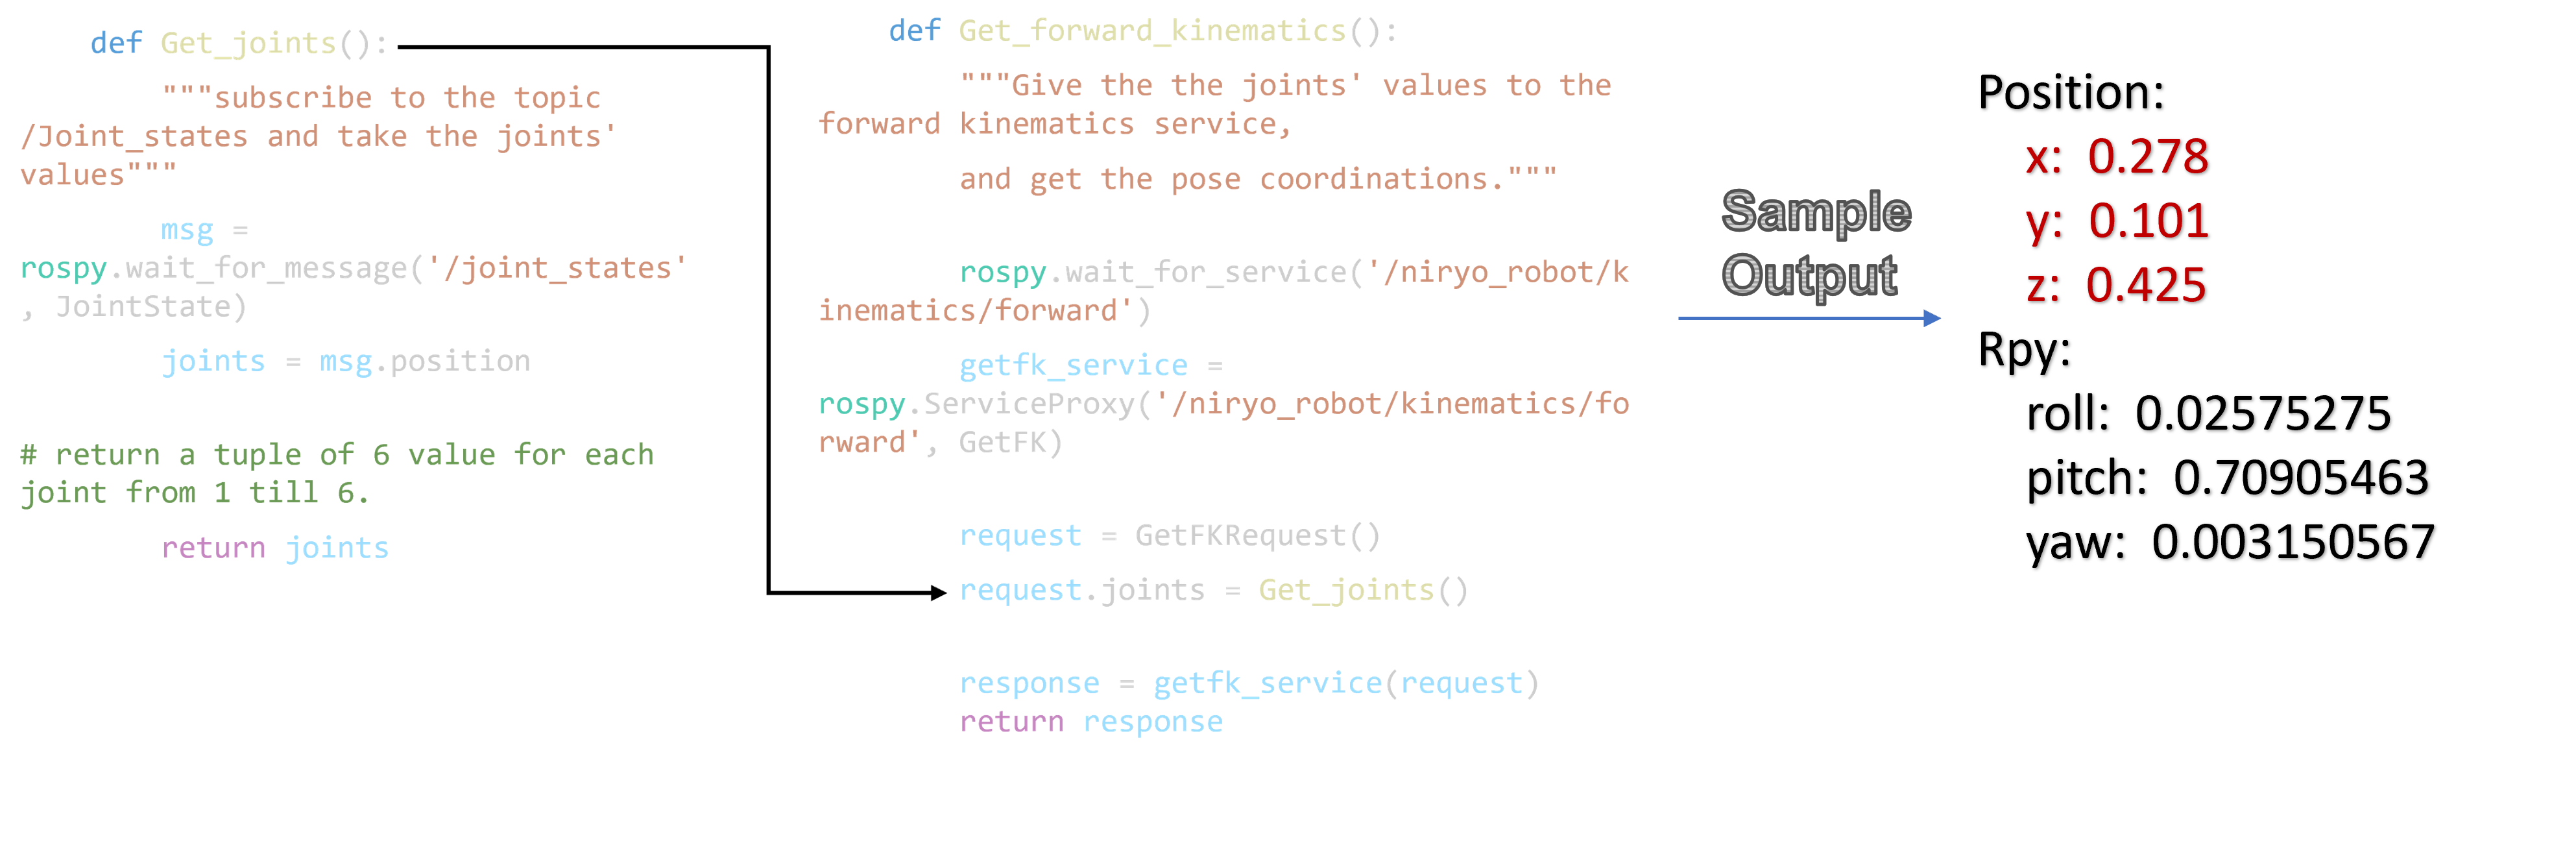 def Get_joints():
"""subscribe to the topic
/Joint_states and take the joints'
values"""
msg =
rospy.wait_for_message('/joint_states'
, JointState)
joints = msg.position
# return a tuple of 6 value for each
joint from 1 till 6.
return joints
def Get_forward_kinematics():
"""Give the the joints' values to the
forward kinematics service,
and get the pose coordinations."""
rospy.wait_for_service('/niryo_robot/k
inematics/forward')
getfk_service =
rospy.ServiceProxy('/niryo_robot/kinematics/fo
rward', GetFK)
request = GetFKRequest()
request.joints = Get_joints()
response = getfk_service(request)
return response
Sample
Output
Position:
x: 0.278
y: 0.101
z: 0.425
Rpy:
roll: 0.02575275
pitch: 0.70905463
yaw: 0.003150567